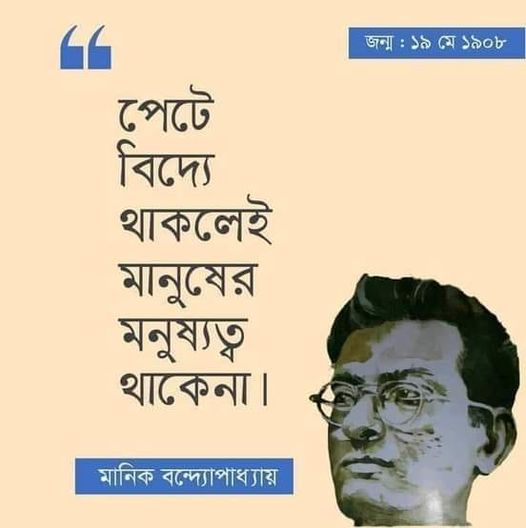 জন্ম : ১৯ মে ১৯০৮
পেটে
বিদ্যে
থাকলেই
মানুষের
মনুষ্যত্ব
থাকেনা।
মানিক বন্দ্যোপাধ্যায়